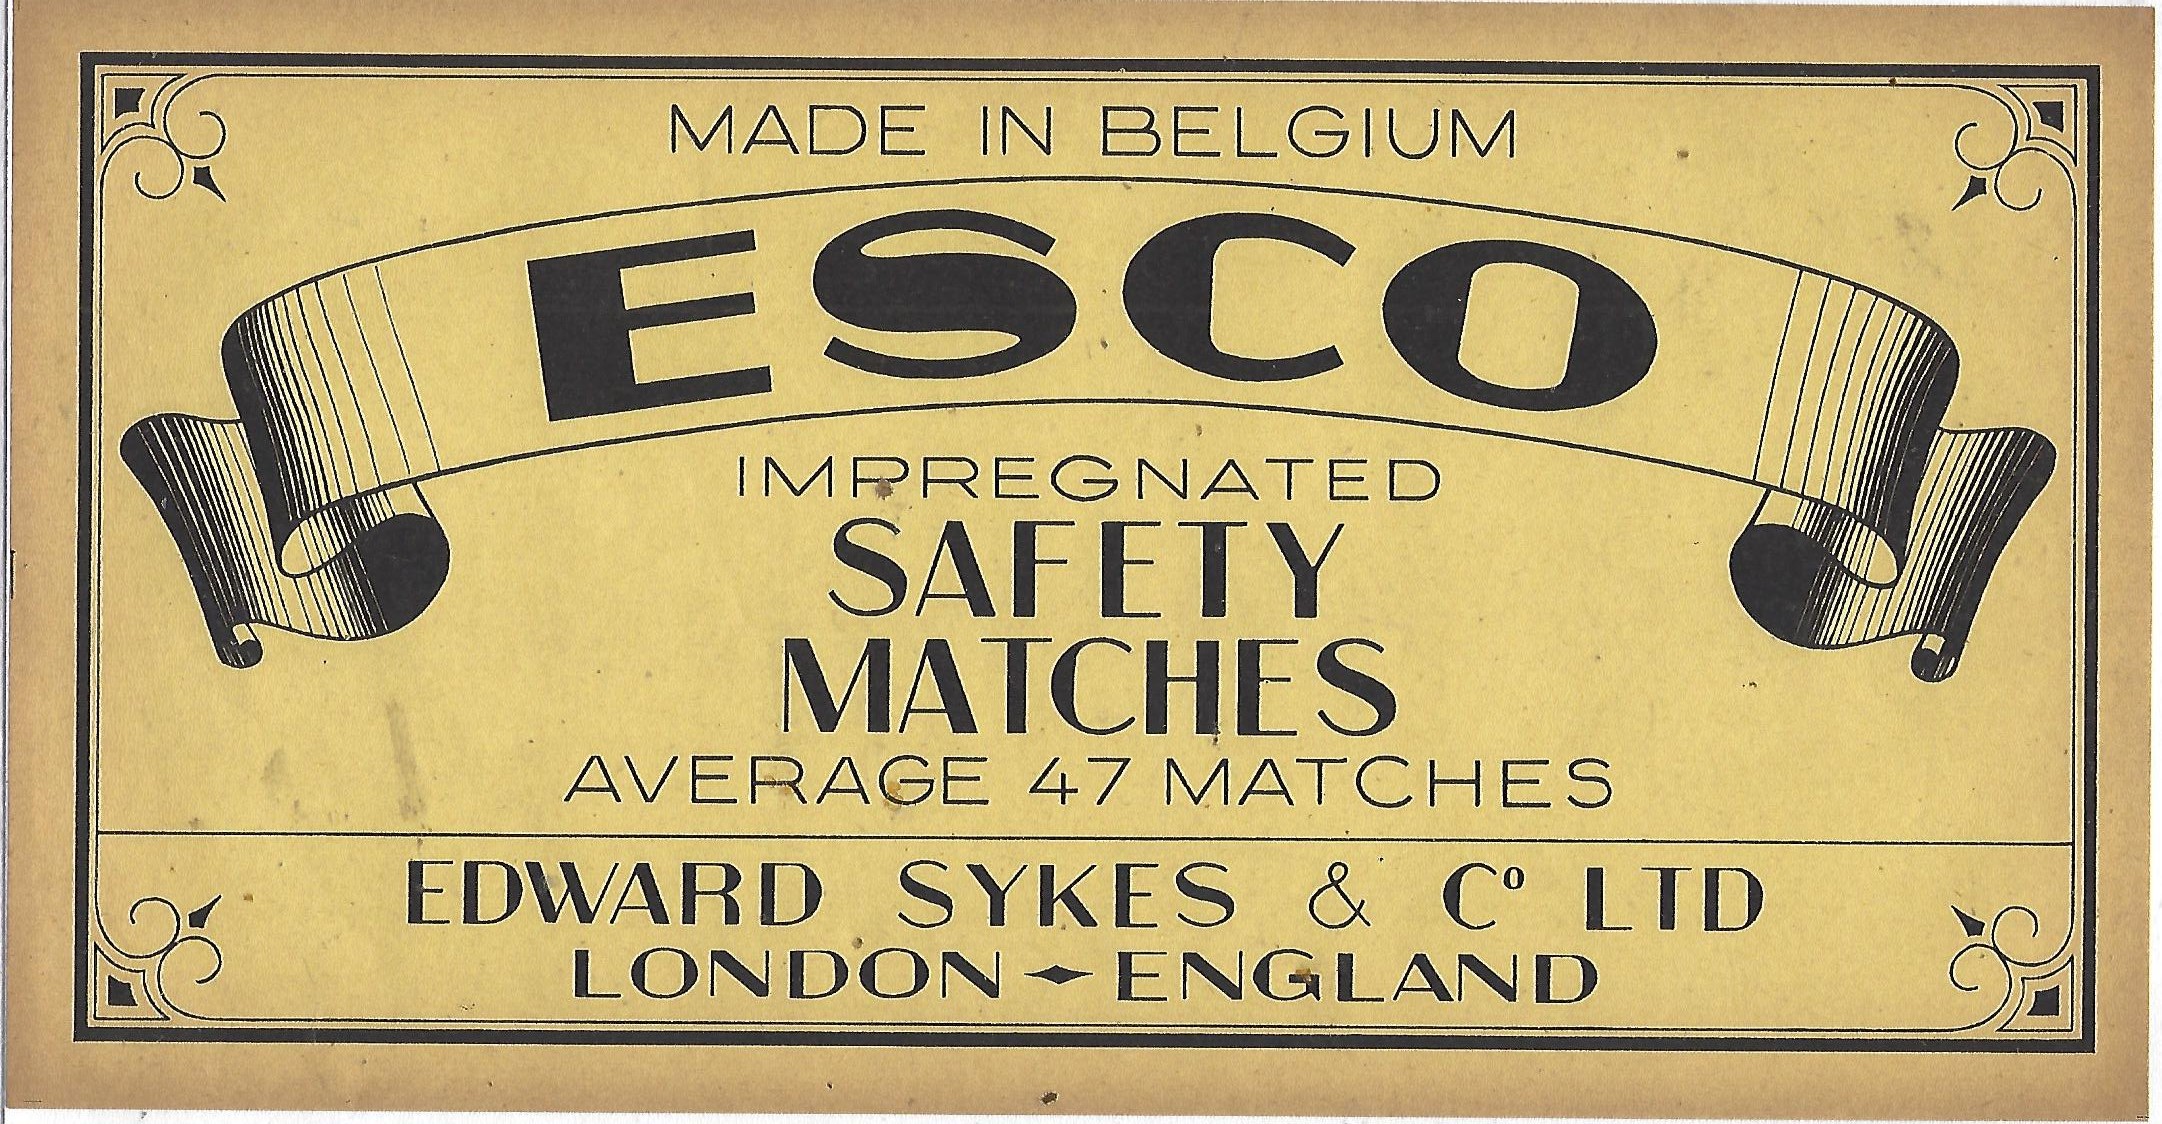 MADE IN BELGIUM
ESCO
IMPREGNATED
SAFETY
MATCHES
AVERAGE 47 MATCHES
EDWARD SYKES & Cº LTD
LONDON ◆ ENGLAND